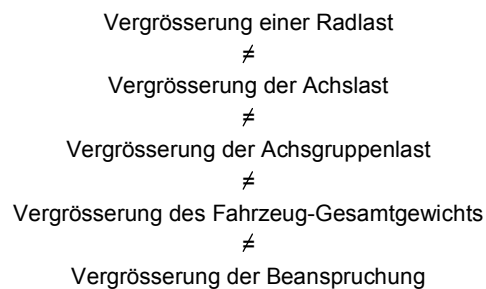 Vergrösserung einer Radlast
≠
Vergrösserung der Achslast
≠
Vergrösserung der Achsgruppenlast
≠
Vergrösserung des Fahrzeug-Gesamtgewichts
≠
Vergrösserung der Beanspruchung